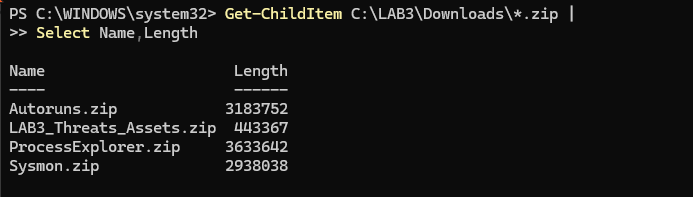 PS C:\WINDOWS\system32> Get-ChildItem C:\LAB3\Downloads\*.zip |
>> Select Name,Length
Name Length
---- ------
Autoruns.zip 3183752
LAB3_Threats_Assets.zip 443367
ProcessExplorer.zip 3633642
Sysmon.zip 2938038